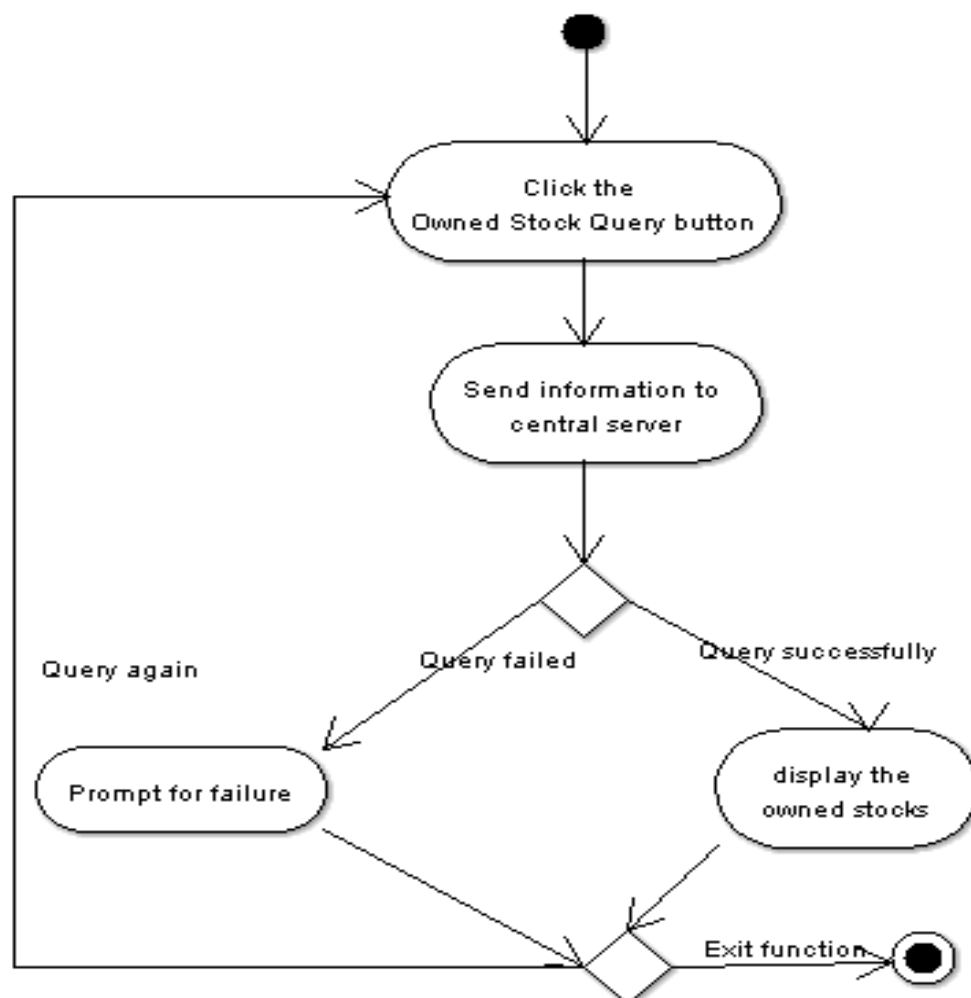 Click the
Owned Stock Query button
Send information to
central server
Query again
Query failed
Query successfully
Prompt for failure
display the
owned stocks
Exit function